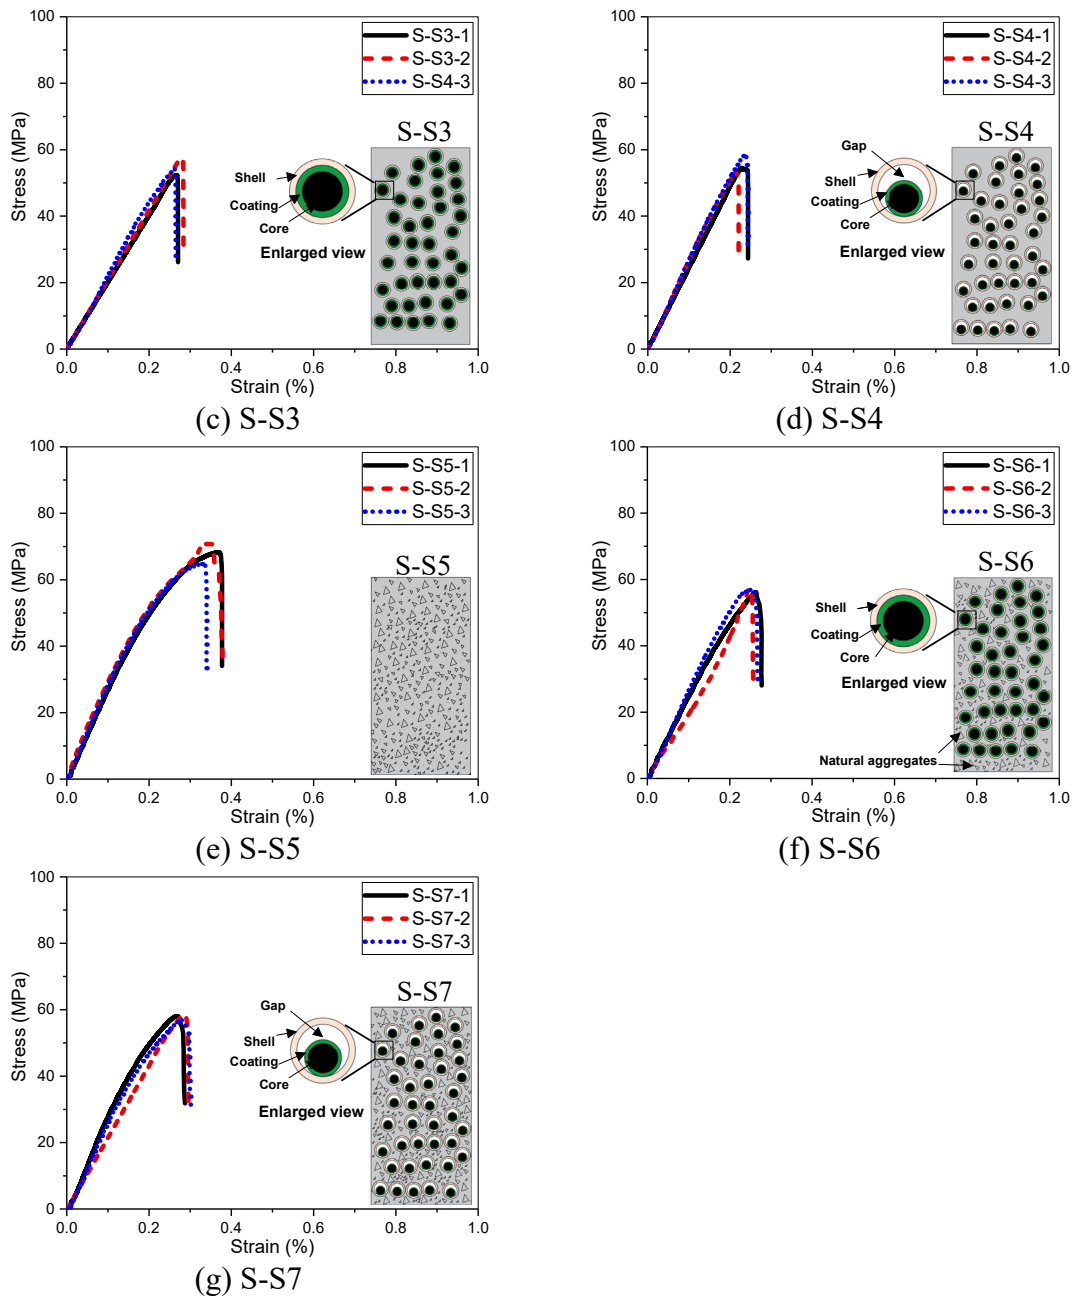 100
80
60
40
20
0
Stress (MPa)
0.0 0.2 0.4 0.6 0.8 1.0
Strain (%)
S-S3-1
S-S3-2
S-S4-3
S-S3
Shell
Coating
Core
Enlarged view
(c) S-S3
100
80
60
40
20
0
Stress (MPa)
0.0 0.2 0.4 0.6 0.8 1.0
Strain (%)
S-S4-1
S-S4-2
S-S4-3
S-S4
Gap
Shell
Coating
Core
Enlarged view
(d) S-S4
100
80
60
40
20
0
Stress (MPa)
0.0 0.2 0.4 0.6 0.8 1.0
Strain (%)
S-S5-1
S-S5-2
S-S5-3
S-S5
(e) S-S5
100
80
60
40
20
0
Stress (MPa)
0.0 0.2 0.4 0.6 0.8 1.0
Strain (%)
S-S6-1
S-S6-2
S-S6-3
S-S6
Shell
Coating
Core
Enlarged view
Natural aggregates
(f) S-S6
100
80
60
40
20
0
Stress (MPa)
0.0 0.2 0.4 0.6 0.8 1.0
Strain (%)
S-S7-1
S-S7-2
S-S7-3
S-S7
Gap
Shell
Coating
Core
Enlarged view
(g) S-S7